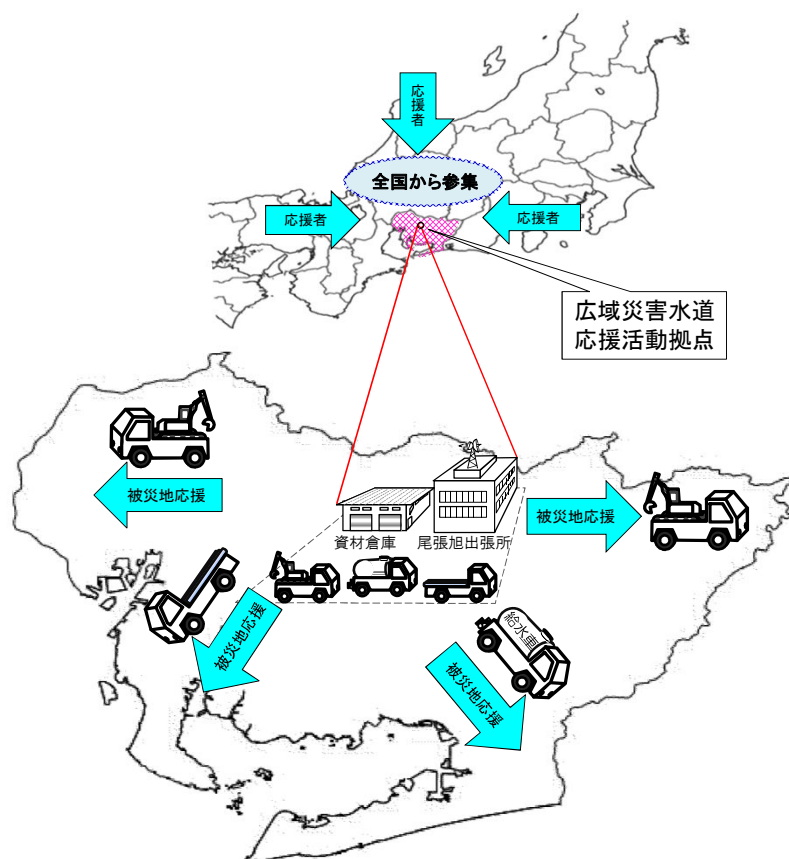 応援者
全国から参集
応援者
応援者
広域災害水道
応援活動拠点
被災地応援
被災地応援
資材倉庫
尾張旭出張所
被災地応援
給水車
被災地応援